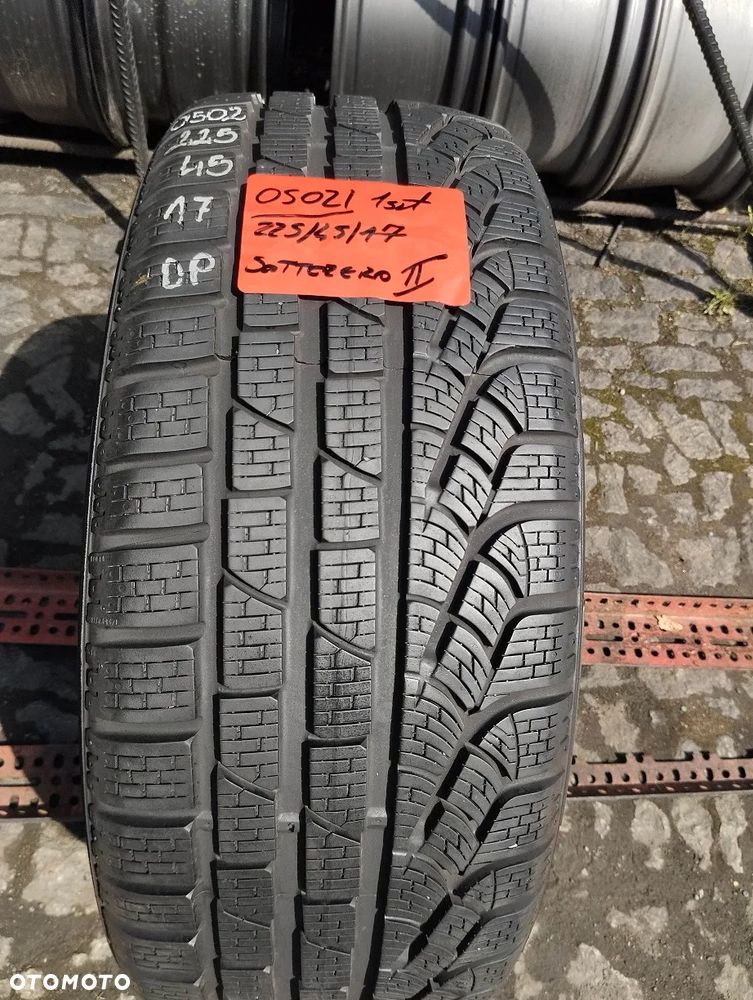 0502
225
45
17
DP
05021 1szt
225/45/17
SOTTOZERO II
OTOMOTO